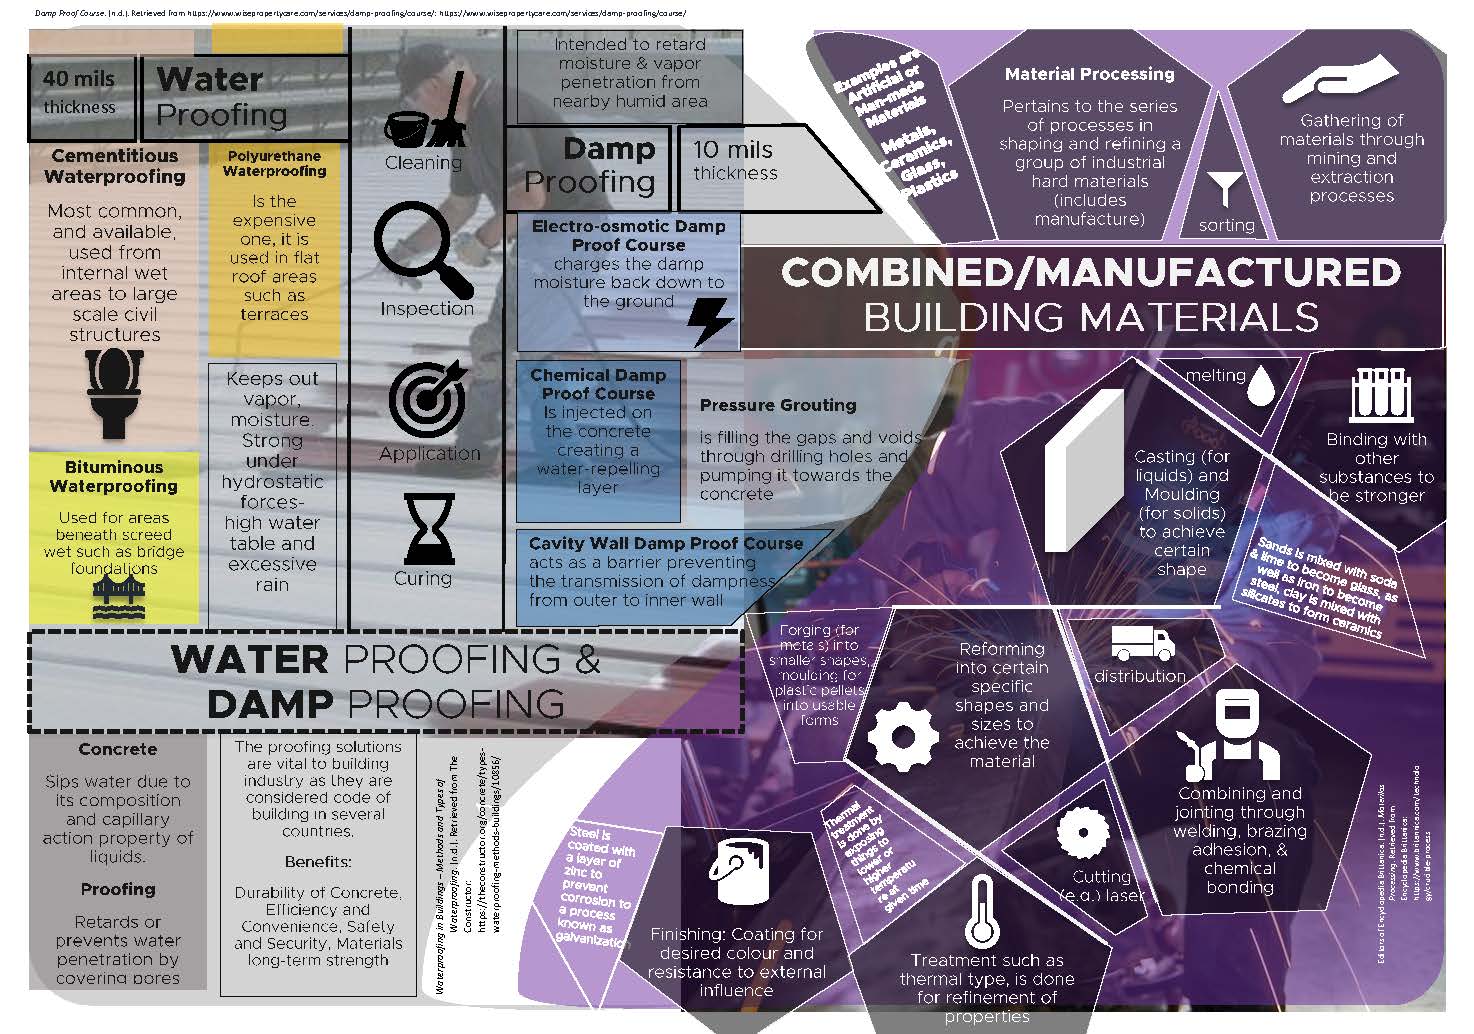 Damp Proof Course. (n.d.). Retrieved from https://www.wisepropertycare.com/services/damp-proofing/course/: https://www.wisepropertycare.com/services/damp-proofing/course/
40 mils
thickness
Water
Proofing
Cementitious
Waterproofing
Most common,
and available,
used from
internal wet
areas to large
scale civil
structures
Bituminous
Waterproofing
Used for areas
beneath screed
wet such as bridge
foundations
Polyurethane
Waterproofing
Is the
expensive
one, it is
used in flat
roof areas
such as
terraces
Keeps out
vapor,
moisture.
Strong
under
hydrostatic
forces-
high water
table and
excessive
rain
Cleaning
Inspection
Application
Curing
Intended to retard
moisture & vapor
penetration from
nearby humid area
Damp
Proofing
10 mils
thickness
Electro-osmotic Damp
Proof Course
charges the damp
moisture back down to
the ground
Chemical Damp
Proof Course
Is injected on
the concrete
creating a
water-repelling
layer
Pressure Grouting
is filling the gaps and voids
through drilling holes and
pumping it towards the
concrete
Cavity Wall Damp Proof Course
acts as a barrier preventing
the transmission of dampness
from outer to inner wall
WATER PROOFING &
DAMP PROOFING
Concrete
Sips water due to
its composition
and capillary
action property of
liquids.
Proofing
Retards or
prevents water
penetration by
covering pores
The proofing solutions
are vital to building
industry as they are
considered code of
building in several
countries.
Benefits:
Durability of Concrete,
Efficiency and
Convenience, Safely
and Security, Materials
long-term strength
Waterproofing in Buildings – Methods and Types of
Waterproofing. (n.d.). Retrieved from The
Constructor:
https://theconstructor.org/concrete/types-
waterproofing-methods-buildings/10856/
Examples are
Artificial or
Man-made
Materials
Metals,
Ceramics,
Glass,
Plastics
Material Processing
Pertains to the series
of processes in
shaping and refining a
group of industrial
hard materials
(includes
manufacture)
sorting
Gathering of
materials through
mining and
extraction
processes
COMBINED/MANUFACTURED
BUILDING MATERIALS
melting
Binding with
other
substances to
be stronger
Casting (for
liquids) and
Moulding
(for solids)
to achieve
certain
shape
Sands is mixed with soda
& lime to become glass, as
well as iron to become
steel, clay is mixed with
silicates to form ceramics
Forging (for
metals) into
smaller shapes,
moulding for
plastic pellets
into usable
forms
Reforming
into certain
specific
shapes and
sizes to
achieve the
material
distribution
Combining and
jointing through
welding, brazing
adhesion, &
chemical
bonding
Cutting
(e.g.) laser
Thermal
treatment
is done by
exposing
things to
lower or
higher
temperatu
re at
given time
Steel is
coated with
a layer of
zinc to
prevent
corrosion to
a process
known as
galvanization
Finishing: Coating for
desired colour and
resistance to external
influence
Treatment such as
thermal type, is done
for refinement of
properties
Editors of Encyclopedia Britannica. (n.d.). Materials
Processing. Retrieved from
Encyclopedia Britannica:
https://www.britannica.com/technolo
gy/crucible-process